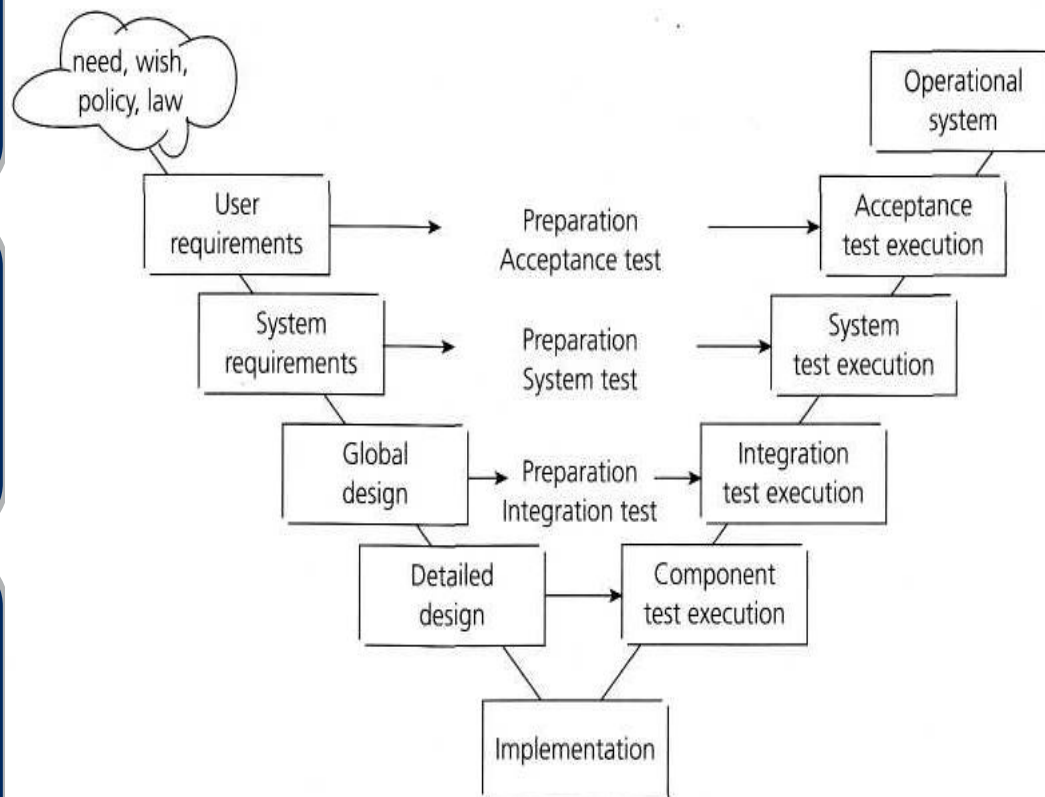 need, wish,
policy, law
Operational
system
User
requirements
Preparation
Acceptance test
Acceptance
test execution
System
requirements
Preparation
System test
System
test execution
Global
design
Preparation
Integration test
Integration
test execution
Detailed
design
Component
test execution
Implementation